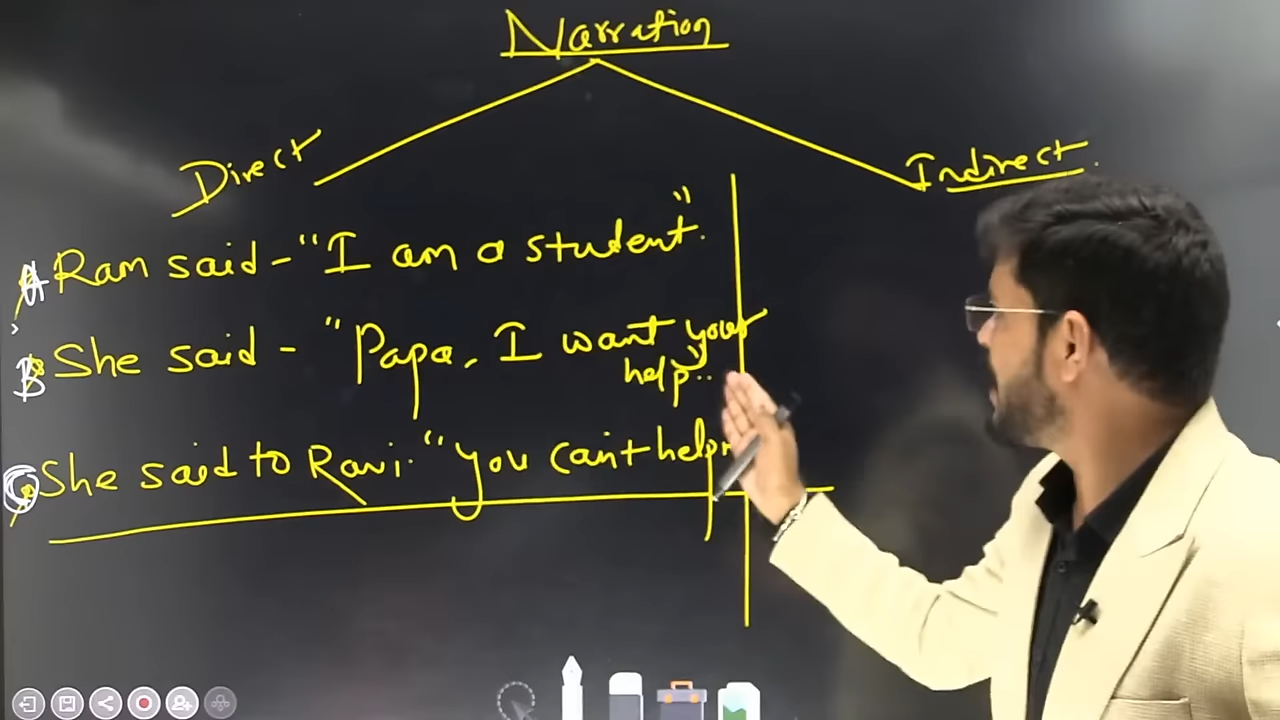 Narration
Direct
Indirect.
A Ram said - "I am a student."
B She said - "Papa, I want your
help.."
C She said to Ravi. "you can't help